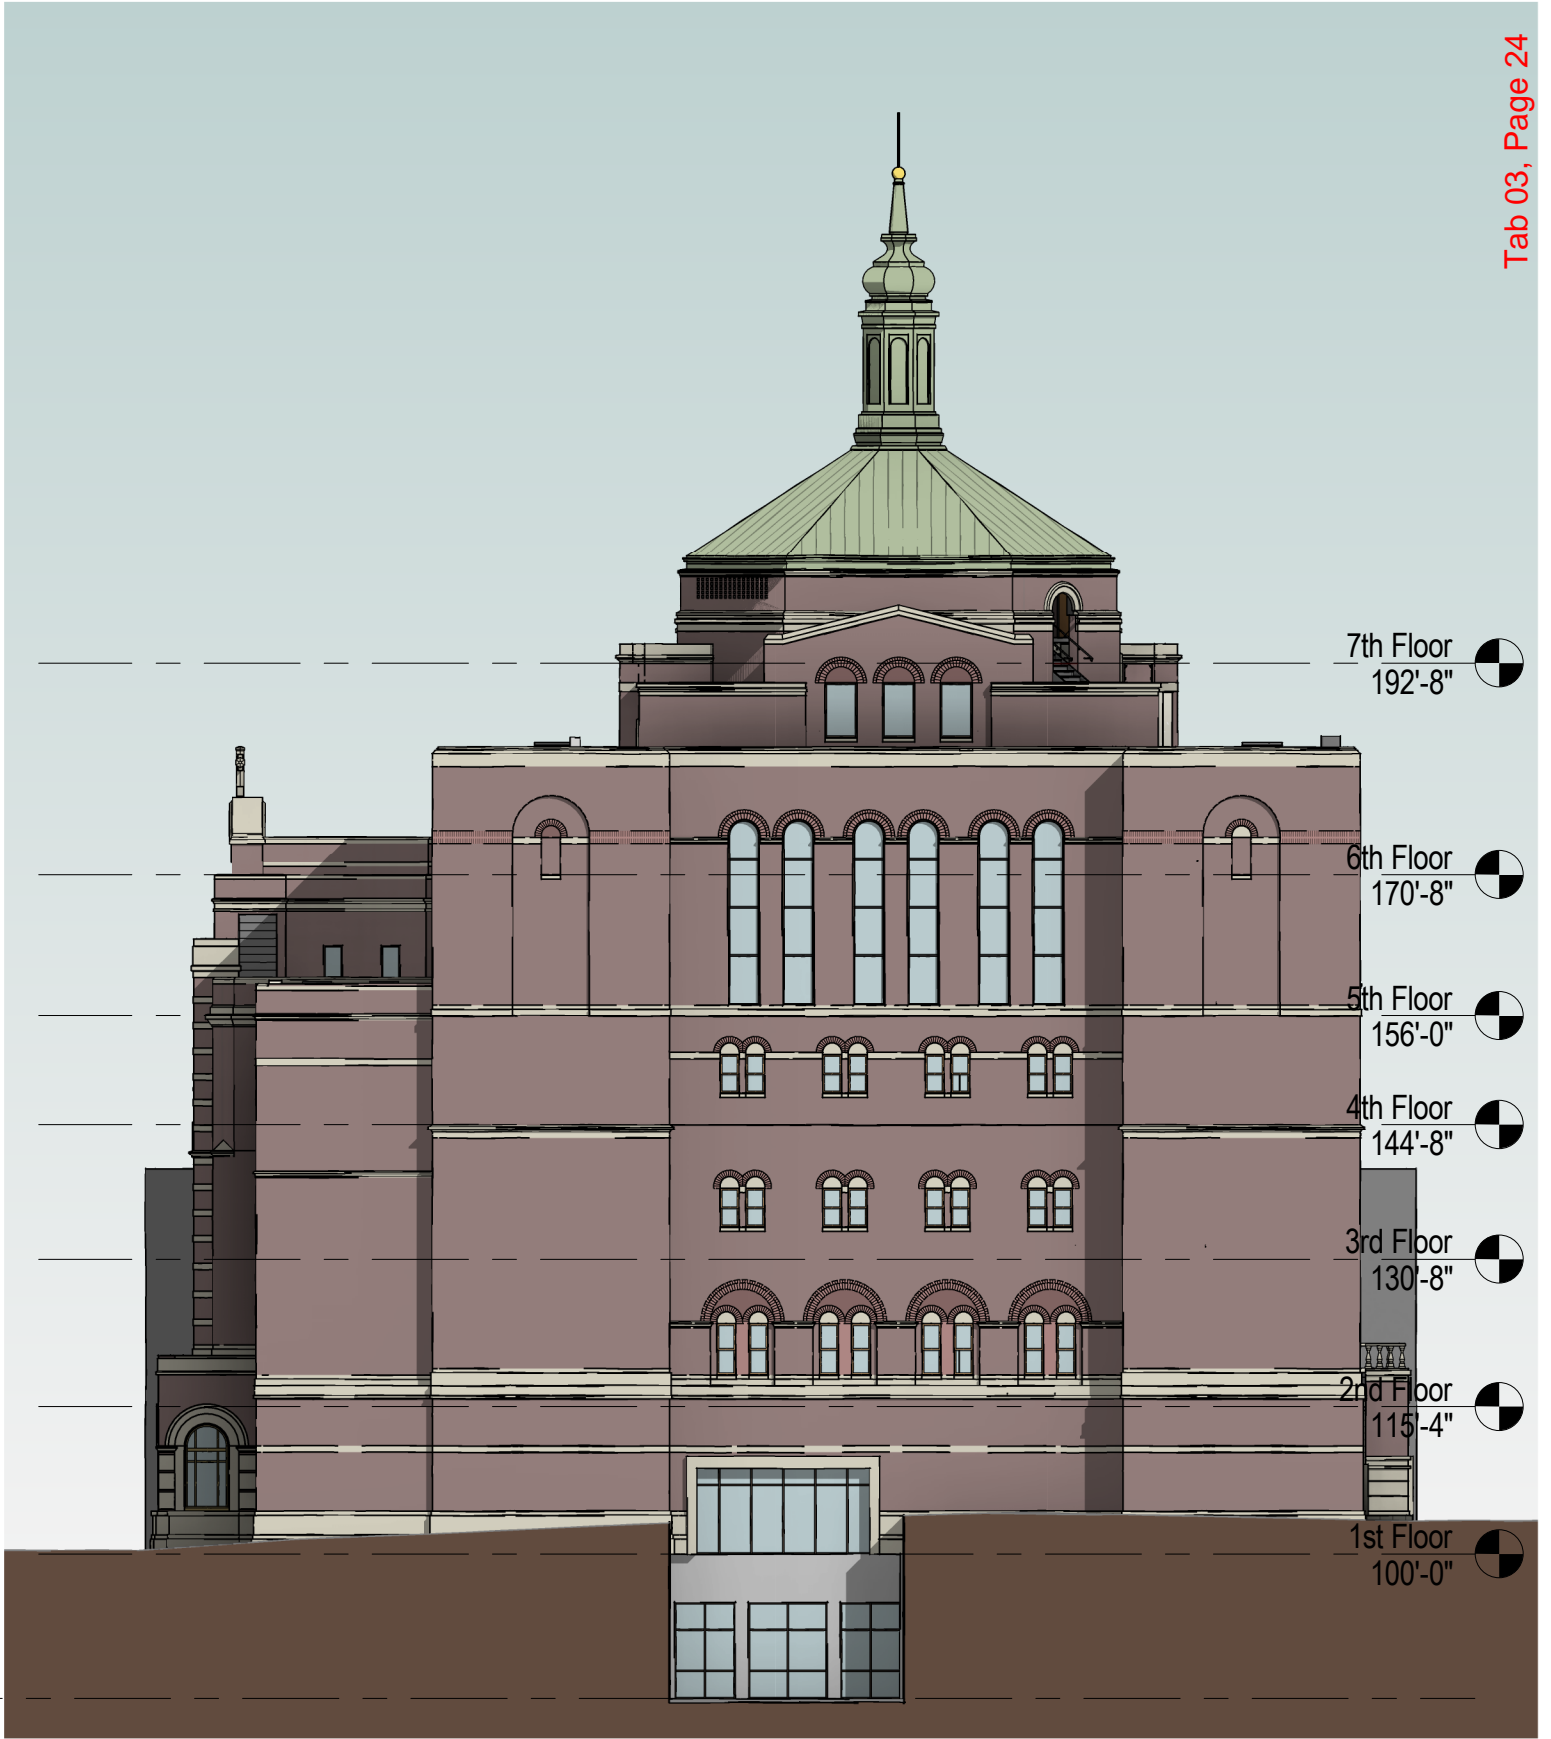 Tab 03, Page 24
7th Floor
192'-8"
6th Floor
170'-8"
5th Floor
156'-0"
4th Floor
144'-8"
3rd Floor
130'-8"
2nd Floor
115'-4"
1st Floor
100'-0"